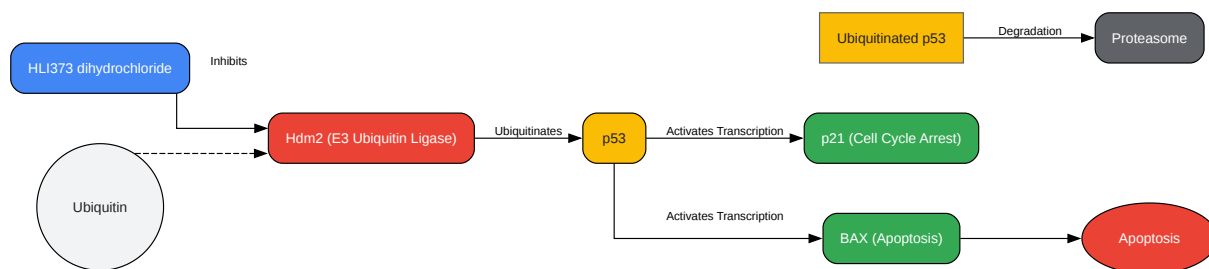 Ubiquitinated p53
Degradation
Proteasome
HLI373 dihydrochloride
Inhibits
Hdm2 (E3 Ubiquitin Ligase)
Ubiquitinates
p53
Activates Transcription
p21 (Cell Cycle Arrest)
Ubiquitin
Activates Transcription
BAX (Apoptosis)
Apoptosis